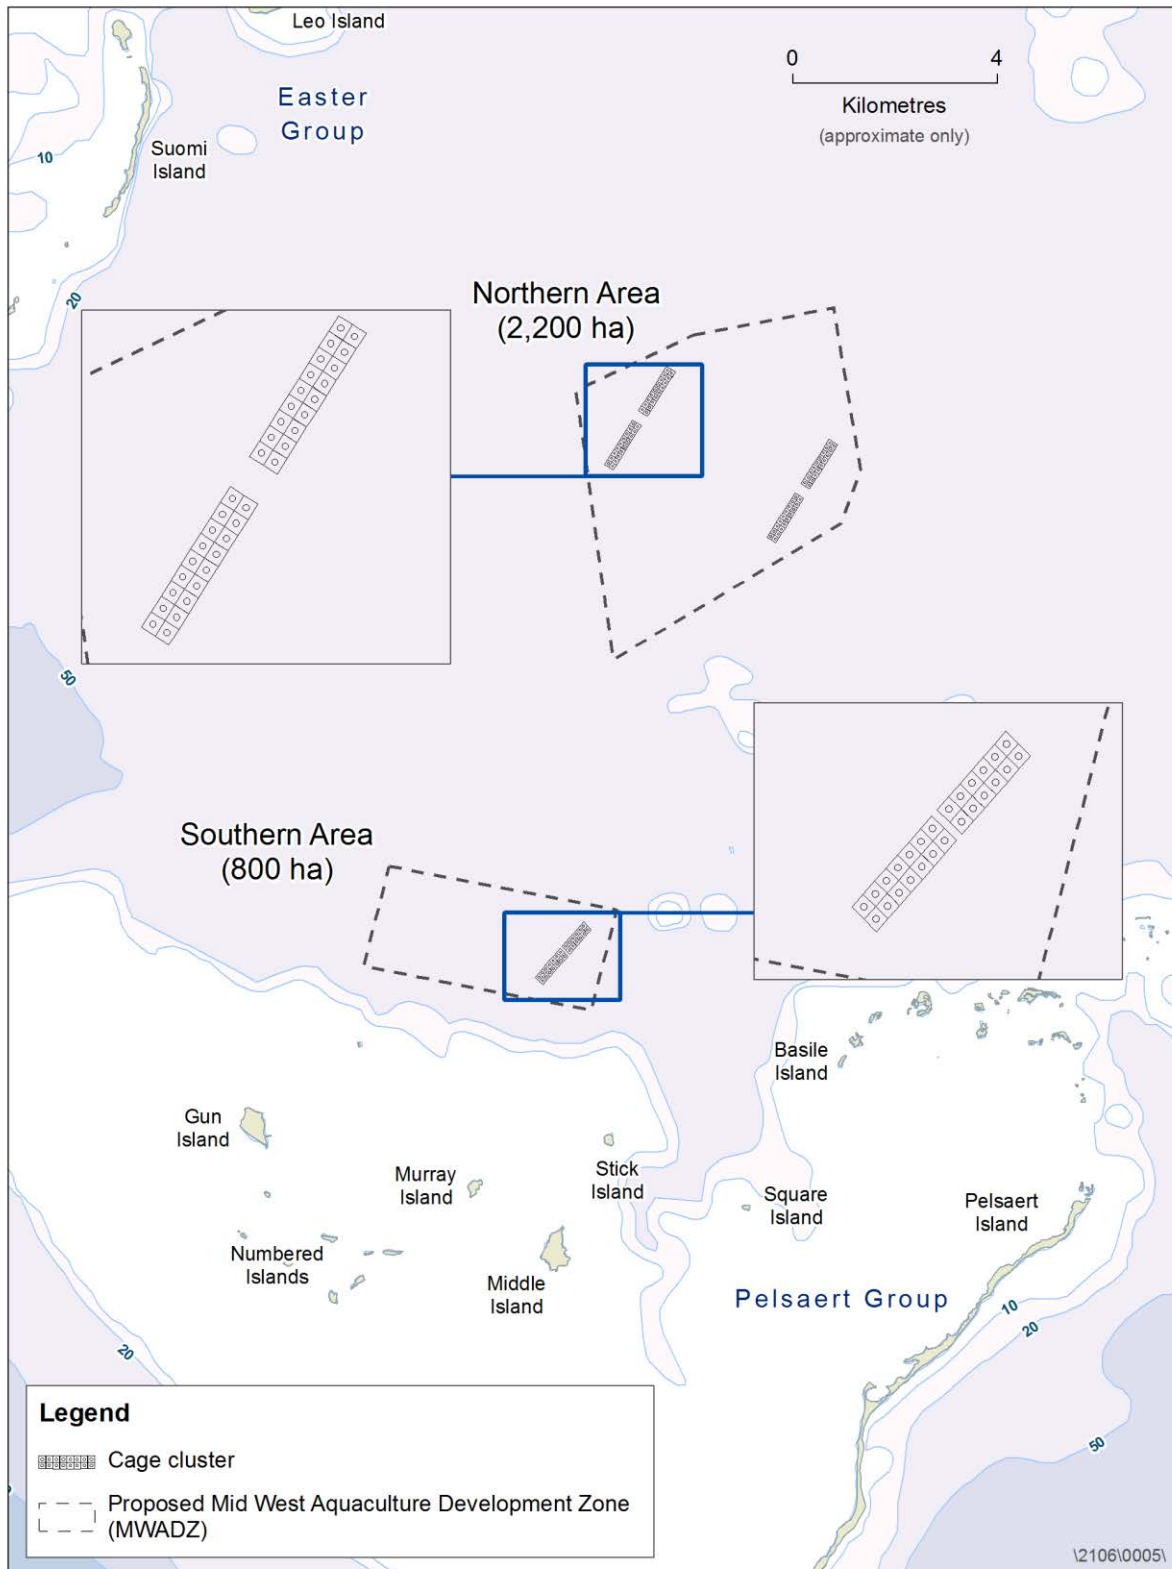 Leo Island
0 4
Kilometres
(approximate only)
Easter
Group
10
Suomi
Island
20
Northern Area
(2,200 ha)
50
Southern Area
(800 ha)
Basile
Island
Gun
Island
Murray
Island
Stick
Island
Square
Island
Pelsaert
Island
Numbered
Islands
Middle
Island
Pelsaert Group
10
20
20
50
Legend
Cage cluster
Proposed Mid West Aquaculture Development Zone
(MWADZ)
\2106\0005\